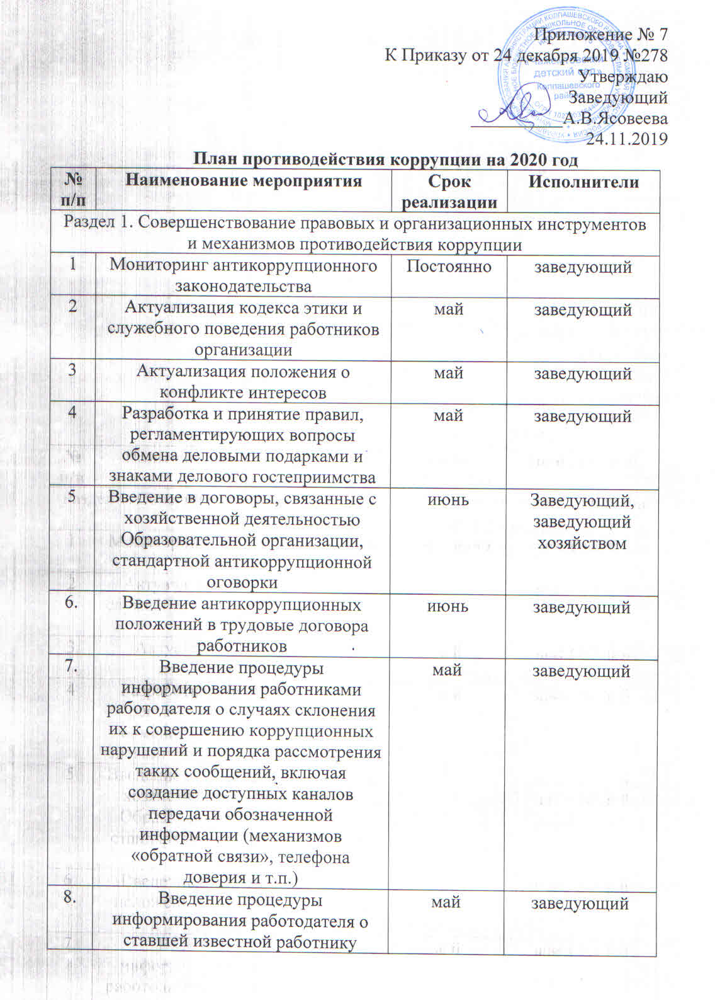 Приложение № 7
К Приказу от 24 декабря 2019 №278
Утверждаю
Заведующий
А.В.Ясовеева
24.11.2019
детский сад»
Колпашевского
района
План противодействия коррупции на 2020 год
№ п/п Наименование мероприятия Срок реализации Исполнители
Раздел 1. Совершенствование правовых и организационных инструментов
и механизмов противодействия коррупции
1 Мониторинг антикоррупционного Постоянно заведующий
законодательства
2 Актуализация кодекса этики и май заведующий
служебного поведения работников
организации
3 Актуализация положения о май заведующий
конфликте интересов
4 Разработка и принятие правил, май заведующий
регламентирующих вопросы
обмена деловыми подарками и
знаками делового гостеприимства
5 Введение в договоры, связанные с июнь Заведующий,
хозяйственной деятельностью заведующий
Образовательной организации, хозяйством
стандартной антикоррупционной
оговорки
6. Введение антикоррупционных июнь заведующий
положений в трудовые договора
работников
7. Введение процедуры май заведующий
информирования работниками
работодателя о случаях склонения
их к совершению коррупционных
нарушений и порядка рассмотрения
таких сообщений, включая
создание доступных каналов
передачи обозначенной
информации (механизмов
«обратной связи», телефона
доверия и т.п.)
8. Введение процедуры май заведующий
информирования работодателя о
ставшей известной работнику